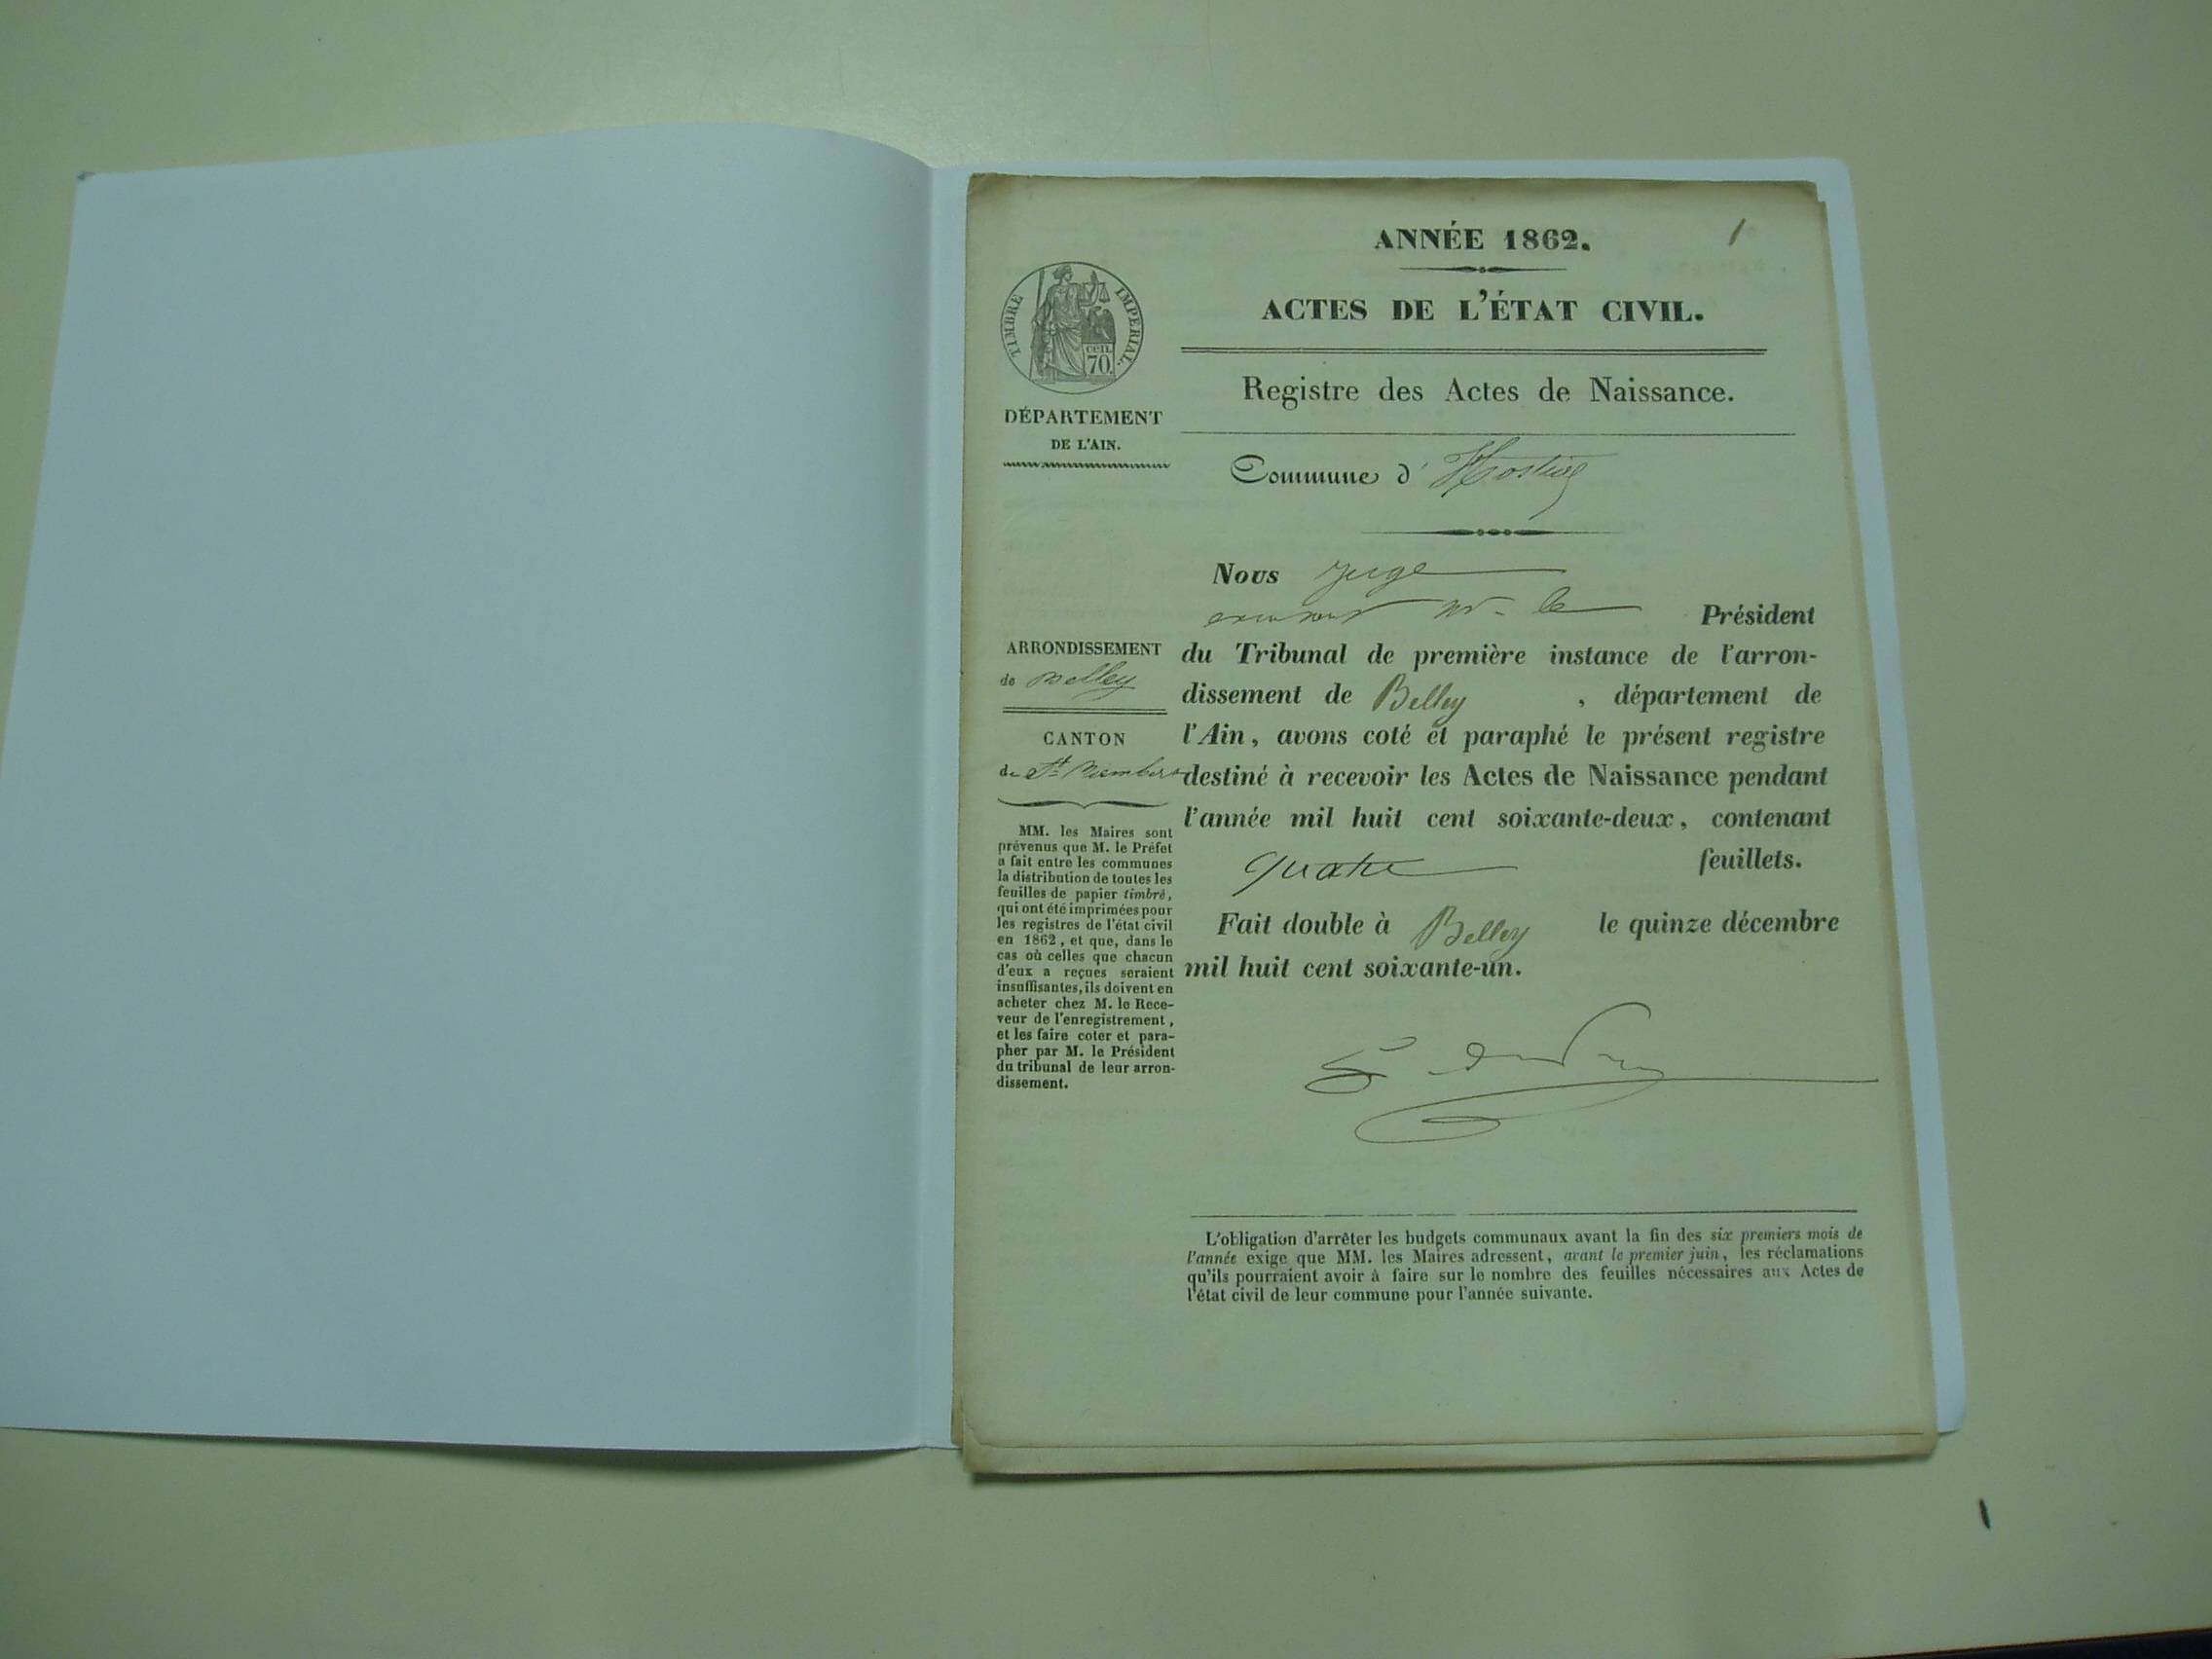 ANNÉE 1862.
1
ACTES DE L'ÉTAT CIVIL.
TIMBRE IMPÉRIAL.
cen.
70.
Registre des Actes de Naissance.
DÉPARTEMENT
DE L'AIN.
Commune d'Hostiaz
Nous Juge
le Président
ARRONDISSEMENT
de Belley
du Tribunal de première instance de l'arron-
dissement de Belley , département de
l'Ain, avons coté et paraphé le présent registre
destiné à recevoir les Actes de Naissance pendant
l'année mil huit cent soixante-deux, contenant
quatre feuillets.
Fait double à Belley le quinze décembre
mil huit cent soixante-un.
CANTON
de St
MM. les Maires sont
prévenus que M. le Préfet
a fait entre les communes
la distribution de toutes les
feuilles de papier timbré,
qui ont été imprimées pour
les registres de l'état civil
en 1862, et que, dans le
cas où celles que chacun
d'eux a reçues seraient
insuffisantes, ils doivent en
acheter chez M. le Rece-
veur de l'enregistrement,
et les faire coter et para-
pher par M. le Président
du tribunal de leur arron-
dissement.
L'obligation d'arrêter les budgets communaux avant la fin des six premiers mois de
l'année exige que MM. les Maires adressent, avant le premier juin, les réclamations
qu'ils pourraient avoir à faire sur le nombre des feuilles nécessaires aux Actes de
l'état civil de leur commune pour l'année suivante.